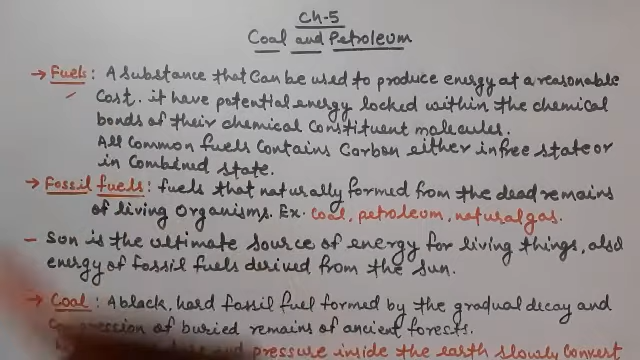 Ch-5
Coal and Petroleum
→ Fuels: A substance that can be used to produce energy at a reasonable
cost. it have potential energy locked within the chemical
bonds of their chemical constituent molecules.
All common fuels contains carbon either in free state or
in combined state.
→ Fossil fuels: fuels that naturally formed from the dead remains
of living organisms. Ex. coal, petroleum, natural gas.
- Sun is the ultimate source of energy for living things, also
energy of fossil fuels derived from the sun.
→ Coal: A black, hard fossil fuel formed by the gradual decay and
compression of buried remains of ancient forests.
and pressure inside the earth slowly convert